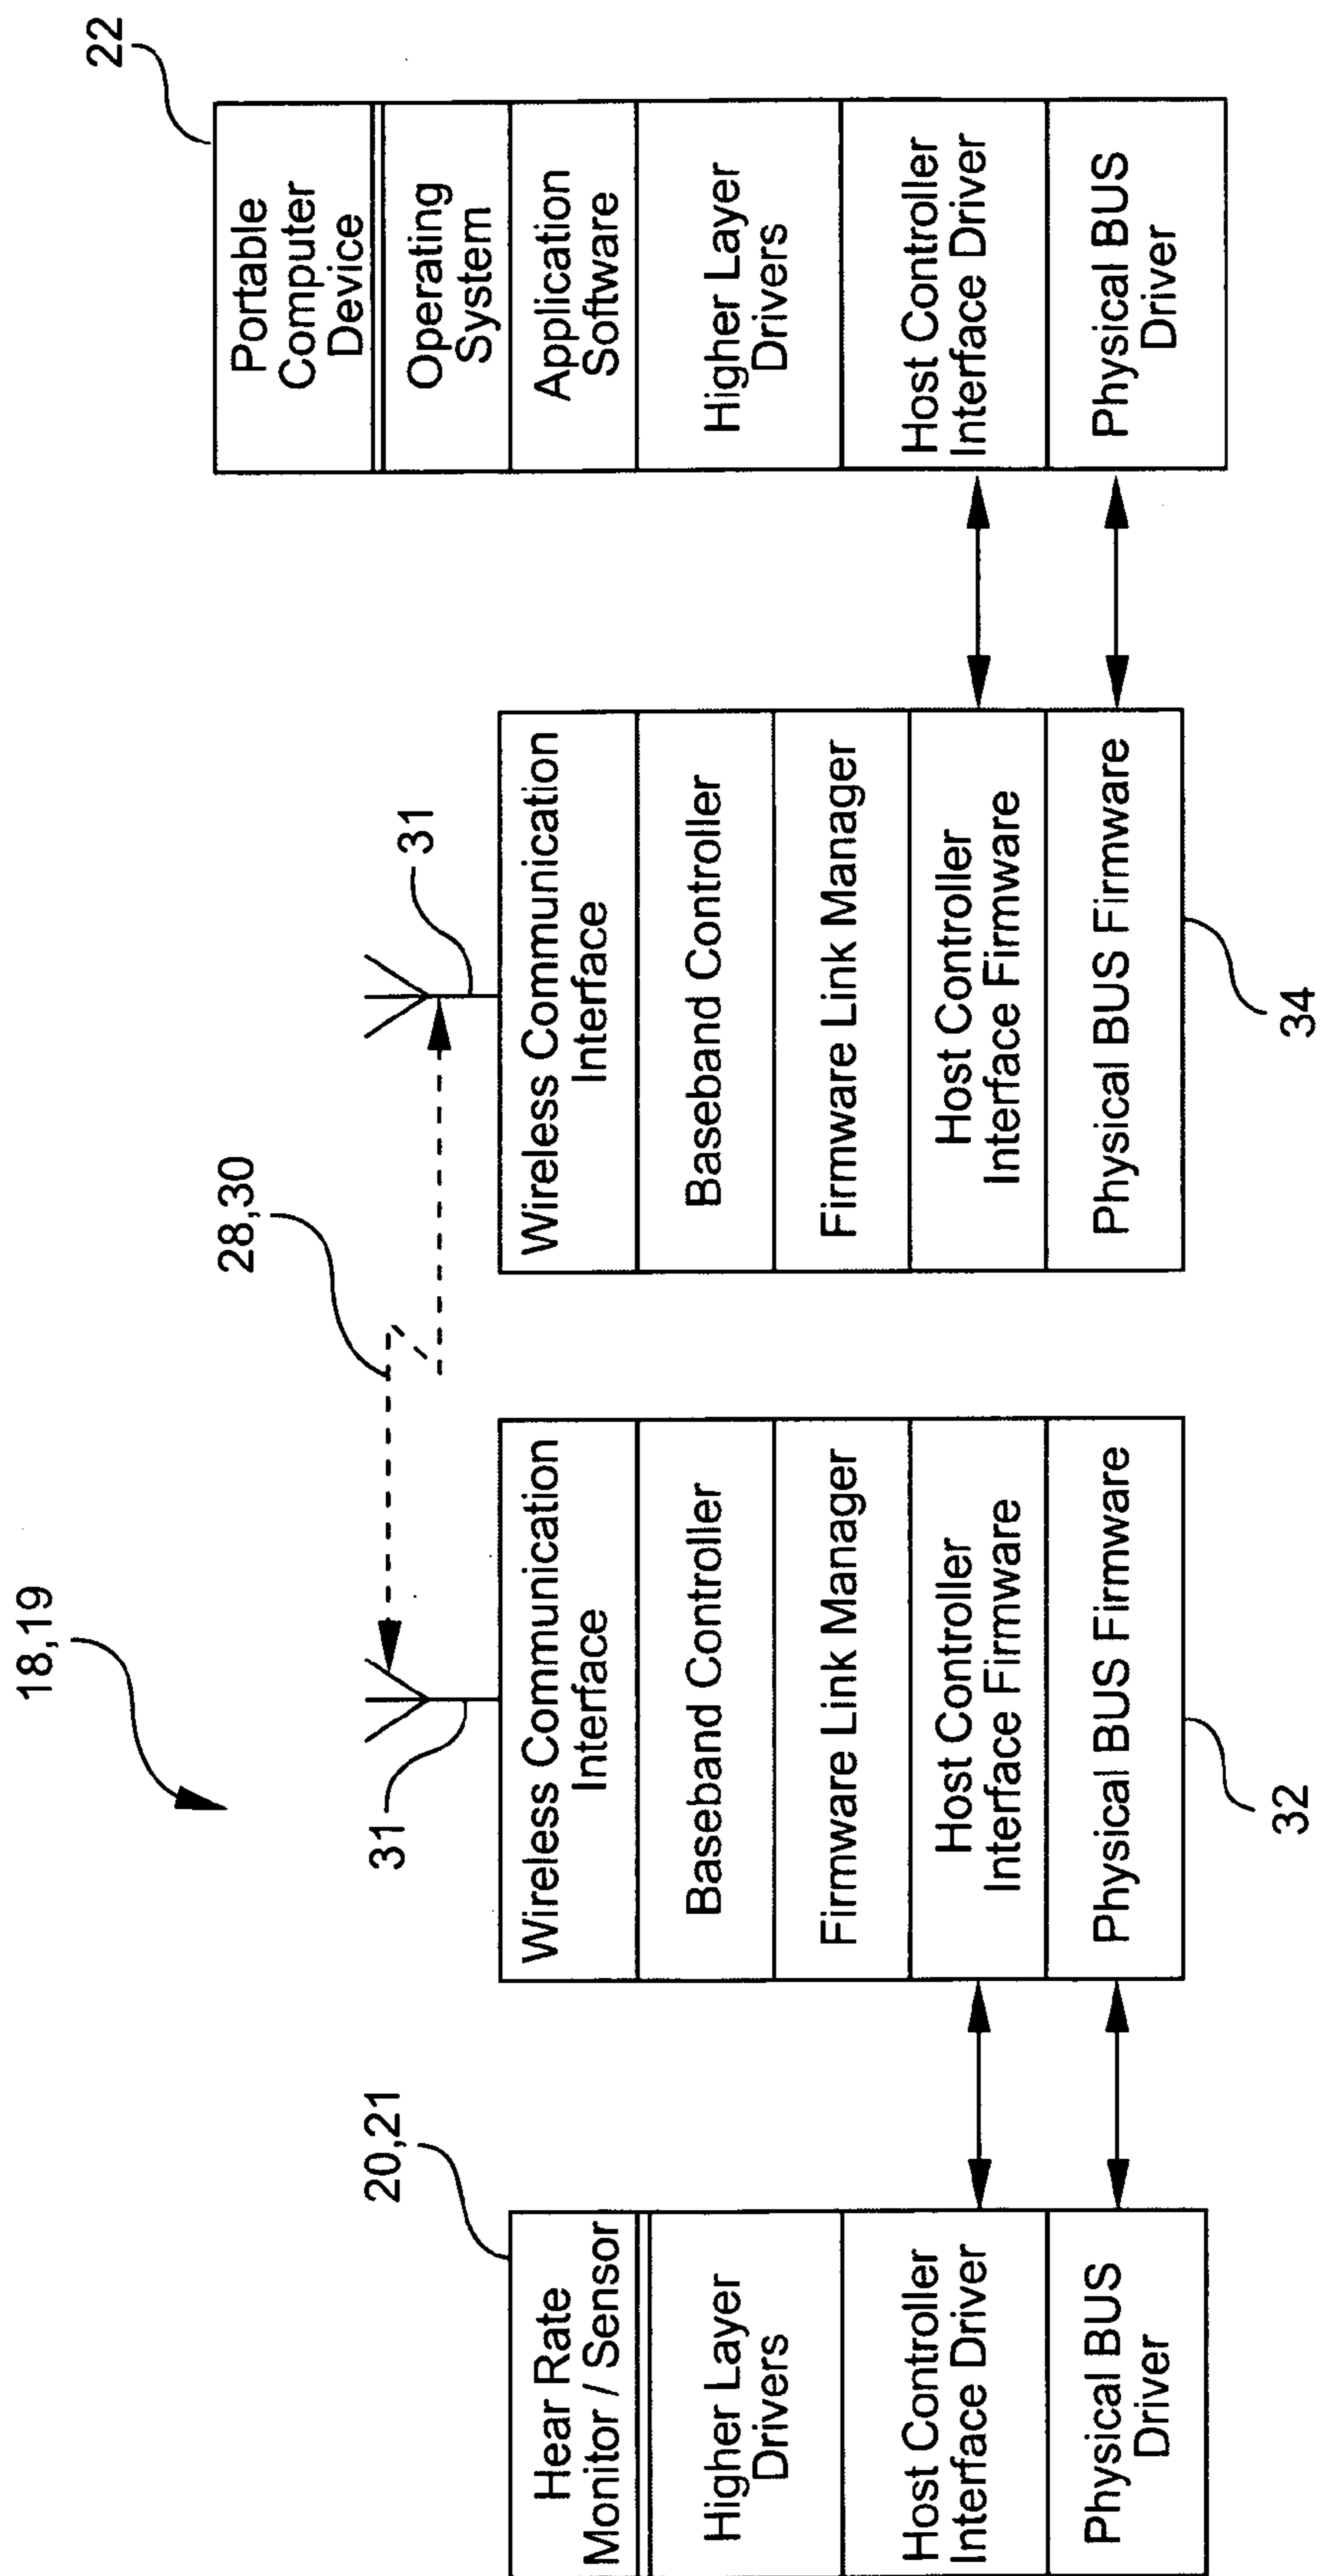 18,19
28,30
20,21
Hear Rate
Monitor / Sensor
Higher Layer
Drivers
Host Controller
Interface Driver
Physical BUS
Driver
31
Wireless Communication
Interface
Baseband Controller
Firmware Link Manager
Host Controller
Interface Firmware
Physical BUS Firmware
32
31
Wireless Communication
Interface
Baseband Controller
Firmware Link Manager
Host Controller
Interface Firmware
Physical BUS Firmware
34
22
Portable
Computer
Device
Operating
System
Application
Software
Higher Layer
Drivers
Host Controller
Interface Driver
Physical BUS
Driver